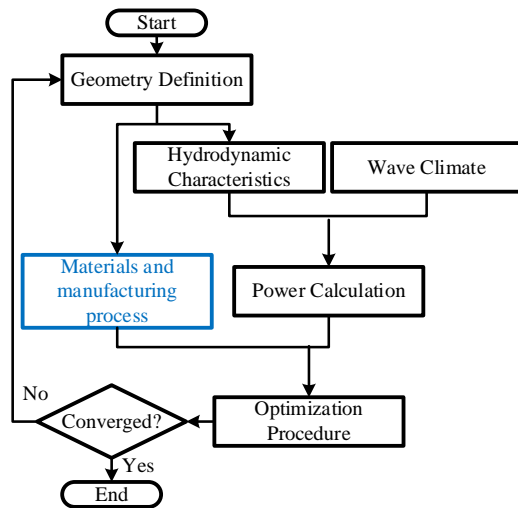 Start
Geometry Definition
Hydrodynamic
Characteristics
Wave Climate
Materials and
manufacturing
process
Power Calculation
No
Converged?
Optimization
Procedure
Yes
End